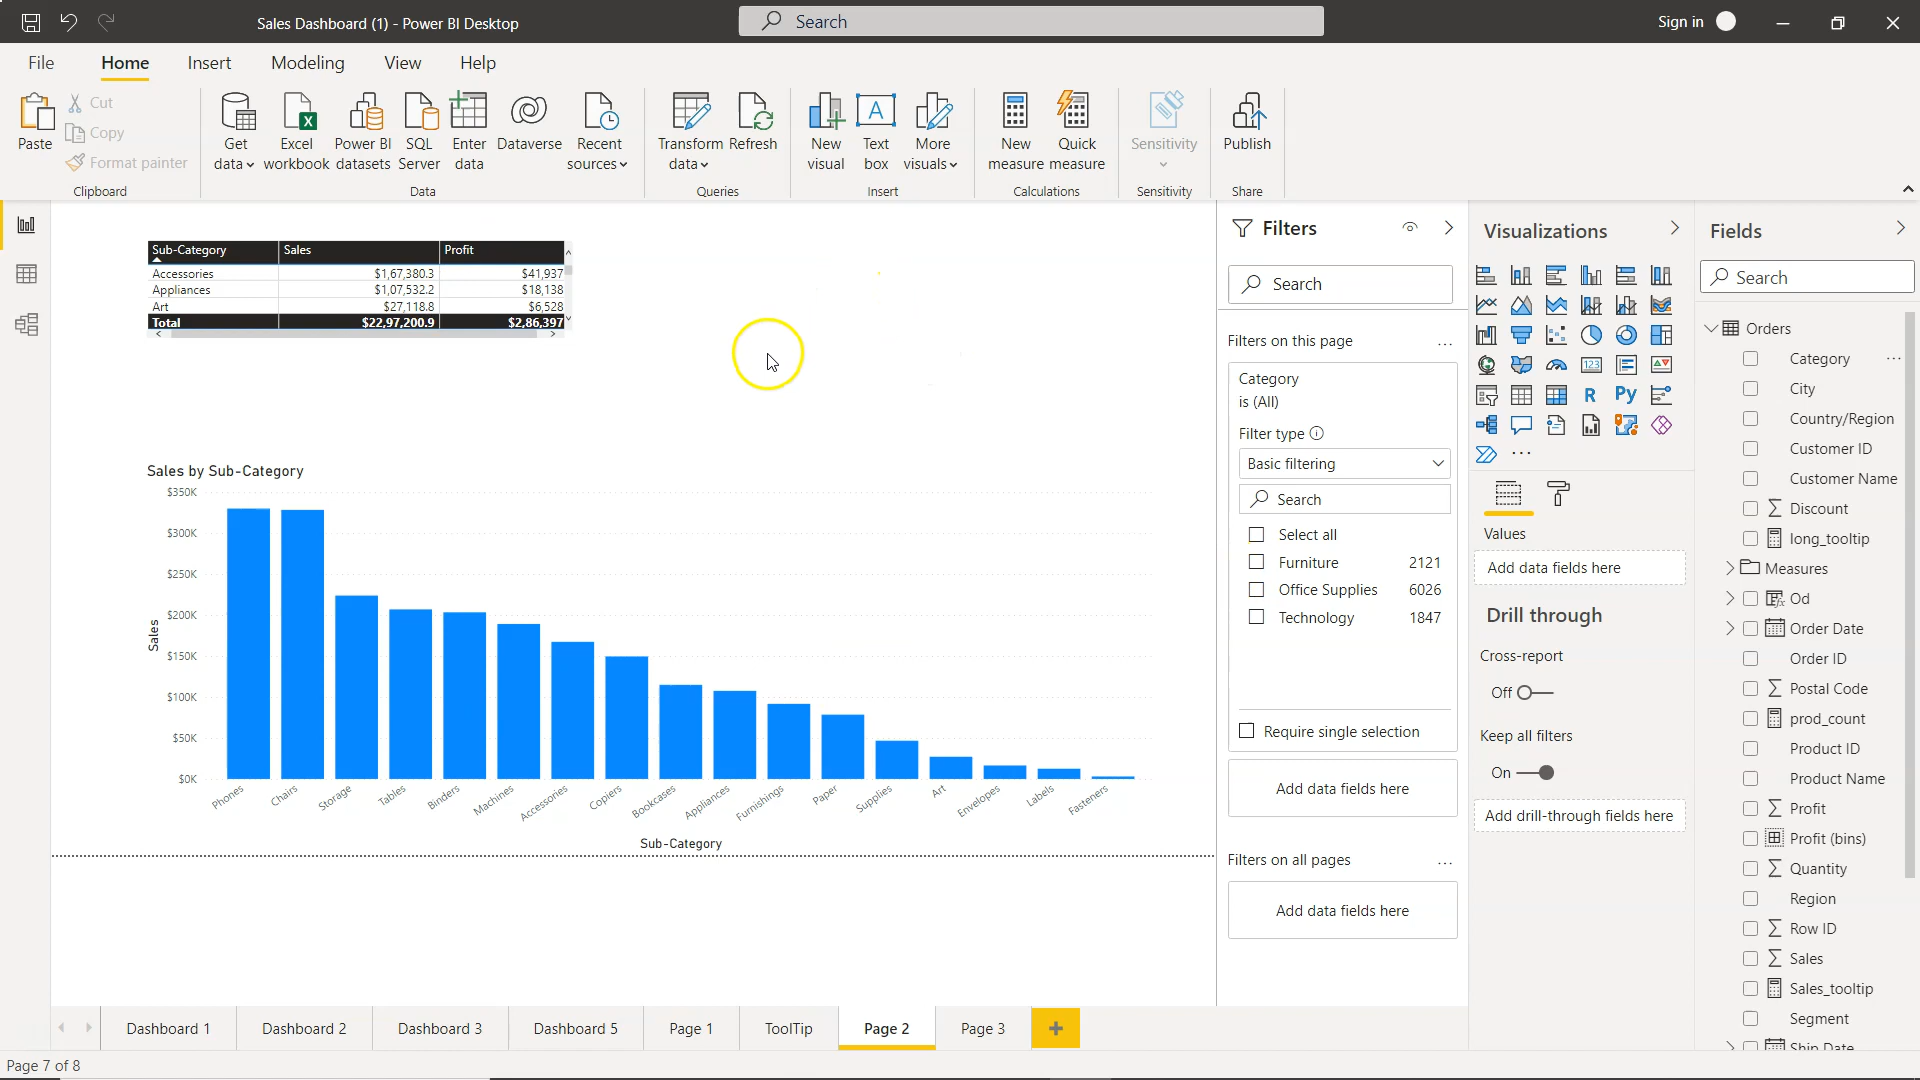 Sales Dashboard (1) - Power BI Desktop
Search
Sign in
File
Home
Insert
Modeling
View
Help
Paste
Cut
Copy
Format painter
Clipboard
Get data
Excel workbook
Power BI datasets
SQL Server
Enter data
Dataverse
Recent sources
Data
Transform data
Refresh
Queries
New visual
Text box
More visuals
Insert
New measure
Quick measure
Calculations
Sensitivity
Sensitivity
Publish
Share
Sub-Category Sales Profit
Accessories $1,67,380.3 $41,937
Appliances $1,07,532.2 $18,138
Art $27,118.8 $6,528
Total $22,97,200.9 $2,86,397
Sales by Sub-Category
$350K
$300K
$250K
$200K
$150K
$100K
$50K
$0K
Sales
Phones
Chairs
Storage
Tables
Binders
Machines
Accessories
Copiers
Bookcases
Appliances
Furnishings
Paper
Supplies
Art
Envelopes
Labels
Fasteners
Sub-Category
Filters
Search
Filters on this page ...
Category
is (All)
Filter type
Basic filtering
Search
Select all
Furniture 2121
Office Supplies 6026
Technology 1847
Require single selection
Add data fields here
Filters on all pages ...
Add data fields here
Visualizations
123
R
Py
...
Values
Add data fields here
Drill through
Cross-report
Off
Keep all filters
On
Add drill-through fields here
Fields
Search
Orders
Category ...
City
Country/Region
Customer ID
Customer Name
Discount
long_tooltip
Measures
Od
Order Date
Order ID
Postal Code
prod_count
Product ID
Product Name
Profit
Profit (bins)
Quantity
Region
Row ID
Sales
Sales_tooltip
Segment
Ship Date
Dashboard 1
Dashboard 2
Dashboard 3
Dashboard 5
Page 1
ToolTip
Page 2
Page 3
+
Page 7 of 8